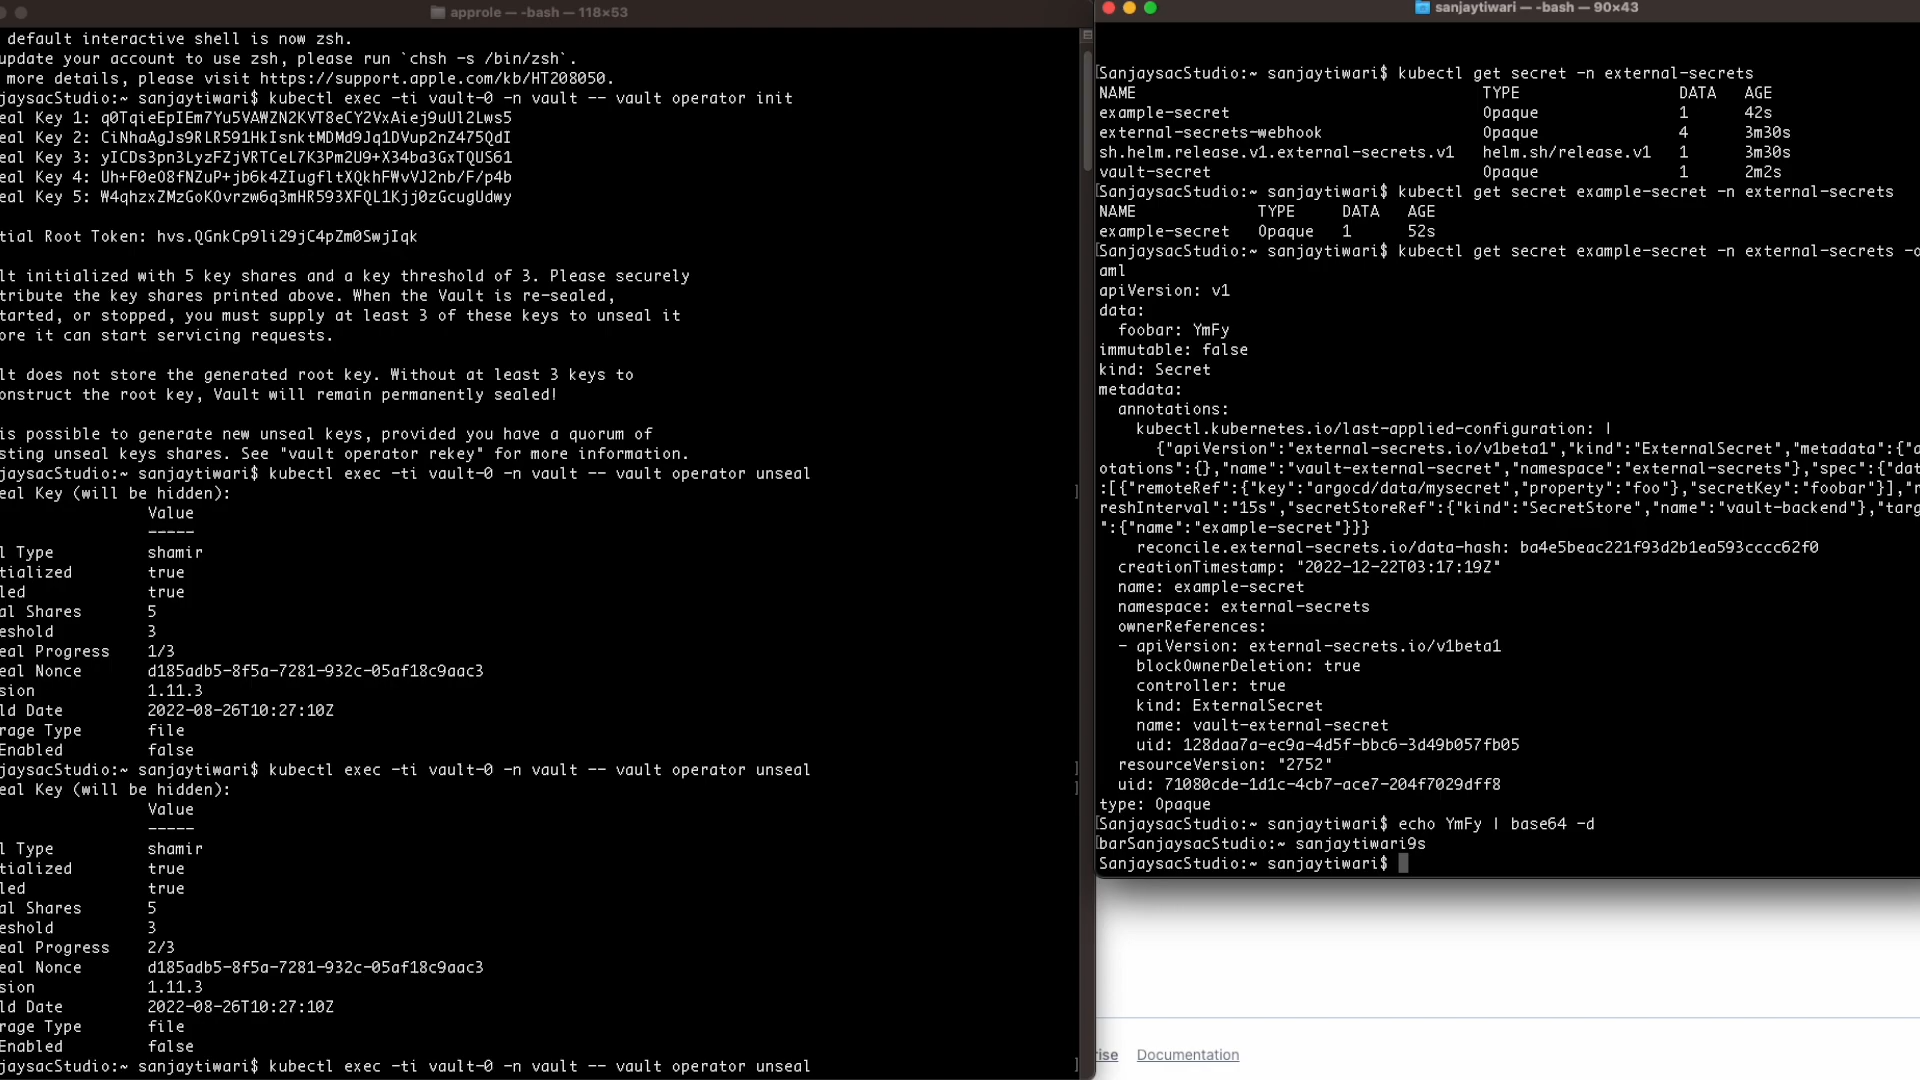 approle — -bash — 118×53
default interactive shell is now zsh.
update your account to use zsh, please run `chsh -s /bin/zsh`.
more details, please visit https://support.apple.com/kb/HT208050.
jaysacStudio:~ sanjaytiwari$ kubectl exec -ti vault-0 -n vault -- vault operator init
eal Key 1: q0TqieEpIEm7Yu5VAWZN2KVT8eCY2VxAiej9uUl2Lws5
eal Key 2: CiNhaAgJs9RLR591HkIsnktMDMd9Jq1DVup2nZ475QdI
eal Key 3: yICDs3pn3LyzFZjVRTCeL7K3Pm2U9+X34ba3GxTQUS61
eal Key 4: Uh+F0eO8fNZuP+jb6k4ZIugfltXQkhFWvVJ2nb/F/p4b
eal Key 5: W4qhzxZMzGoKOvrzw6q3mHR593XFQL1Kjj0zGcugUdwy
tial Root Token: hvs.QGnkCp9li29jC4pZm0SwjIqk
lt initialized with 5 key shares and a key threshold of 3. Please securely
tribute the key shares printed above. When the Vault is re-sealed,
tarted, or stopped, you must supply at least 3 of these keys to unseal it
ore it can start servicing requests.
lt does not store the generated root key. Without at least 3 keys to
onstruct the root key, Vault will remain permanently sealed!
is possible to generate new unseal keys, provided you have a quorum of
sting unseal keys shares. See "vault operator rekey" for more information.
jaysacStudio:~ sanjaytiwari$ kubectl exec -ti vault-0 -n vault -- vault operator unseal
eal Key (will be hidden):
Value
-----
l Type shamir
tialized true
led true
al Shares 5
eshold 3
eal Progress 1/3
eal Nonce d185adb5-8f5a-7281-932c-05af18c9aac3
sion 1.11.3
ld Date 2022-08-26T10:27:10Z
rage Type file
Enabled false
jaysacStudio:~ sanjaytiwari$ kubectl exec -ti vault-0 -n vault -- vault operator unseal
eal Key (will be hidden):
Value
-----
l Type shamir
tialized true
led true
al Shares 5
eshold 3
eal Progress 2/3
eal Nonce d185adb5-8f5a-7281-932c-05af18c9aac3
sion 1.11.3
ld Date 2022-08-26T10:27:10Z
rage Type file
Enabled false
jaysacStudio:~ sanjaytiwari$ kubectl exec -ti vault-0 -n vault -- vault operator unseal
sanjaytiwari — -bash — 90×43
SanjaysacStudio:~ sanjaytiwari$ kubectl get secret -n external-secrets
NAME TYPE DATA AGE
example-secret Opaque 1 42s
external-secrets-webhook Opaque 4 3m30s
sh.helm.release.v1.external-secrets.v1 helm.sh/release.v1 1 3m30s
vault-secret Opaque 1 2m2s
SanjaysacStudio:~ sanjaytiwari$ kubectl get secret example-secret -n external-secrets
NAME TYPE DATA AGE
example-secret Opaque 1 52s
SanjaysacStudio:~ sanjaytiwari$ kubectl get secret example-secret -n external-secrets -o
aml
apiVersion: v1
data:
foobar: YmFy
immutable: false
kind: Secret
metadata:
annotations:
kubectl.kubernetes.io/last-applied-configuration: |
{"apiVersion":"external-secrets.io/v1beta1","kind":"ExternalSecret","metadata":{"a
otations":{},"name":"vault-external-secret","namespace":"external-secrets"},"spec":{"dat
:[{"remoteRef":{"key":"argocd/data/mysecret","property":"foo"},"secretKey":"foobar"}],"r
reshInterval":"15s","secretStoreRef":{"kind":"SecretStore","name":"vault-backend"},"targ
":{"name":"example-secret"}}}
reconcile.external-secrets.io/data-hash: ba4e5beac221f93d2b1ea593cccc62f0
creationTimestamp: "2022-12-22T03:17:19Z"
name: example-secret
namespace: external-secrets
ownerReferences:
- apiVersion: external-secrets.io/v1beta1
blockOwnerDeletion: true
controller: true
kind: ExternalSecret
name: vault-external-secret
uid: 128daa7a-ec9a-4d5f-bbc6-3d49b057fb05
resourceVersion: "2752"
uid: 71080cde-1d1c-4cb7-ace7-204f7029dff8
type: Opaque
SanjaysacStudio:~ sanjaytiwari$ echo YmFy | base64 -d
barSanjaysacStudio:~ sanjaytiwari9s
SanjaysacStudio:~ sanjaytiwari$
rise Documentation